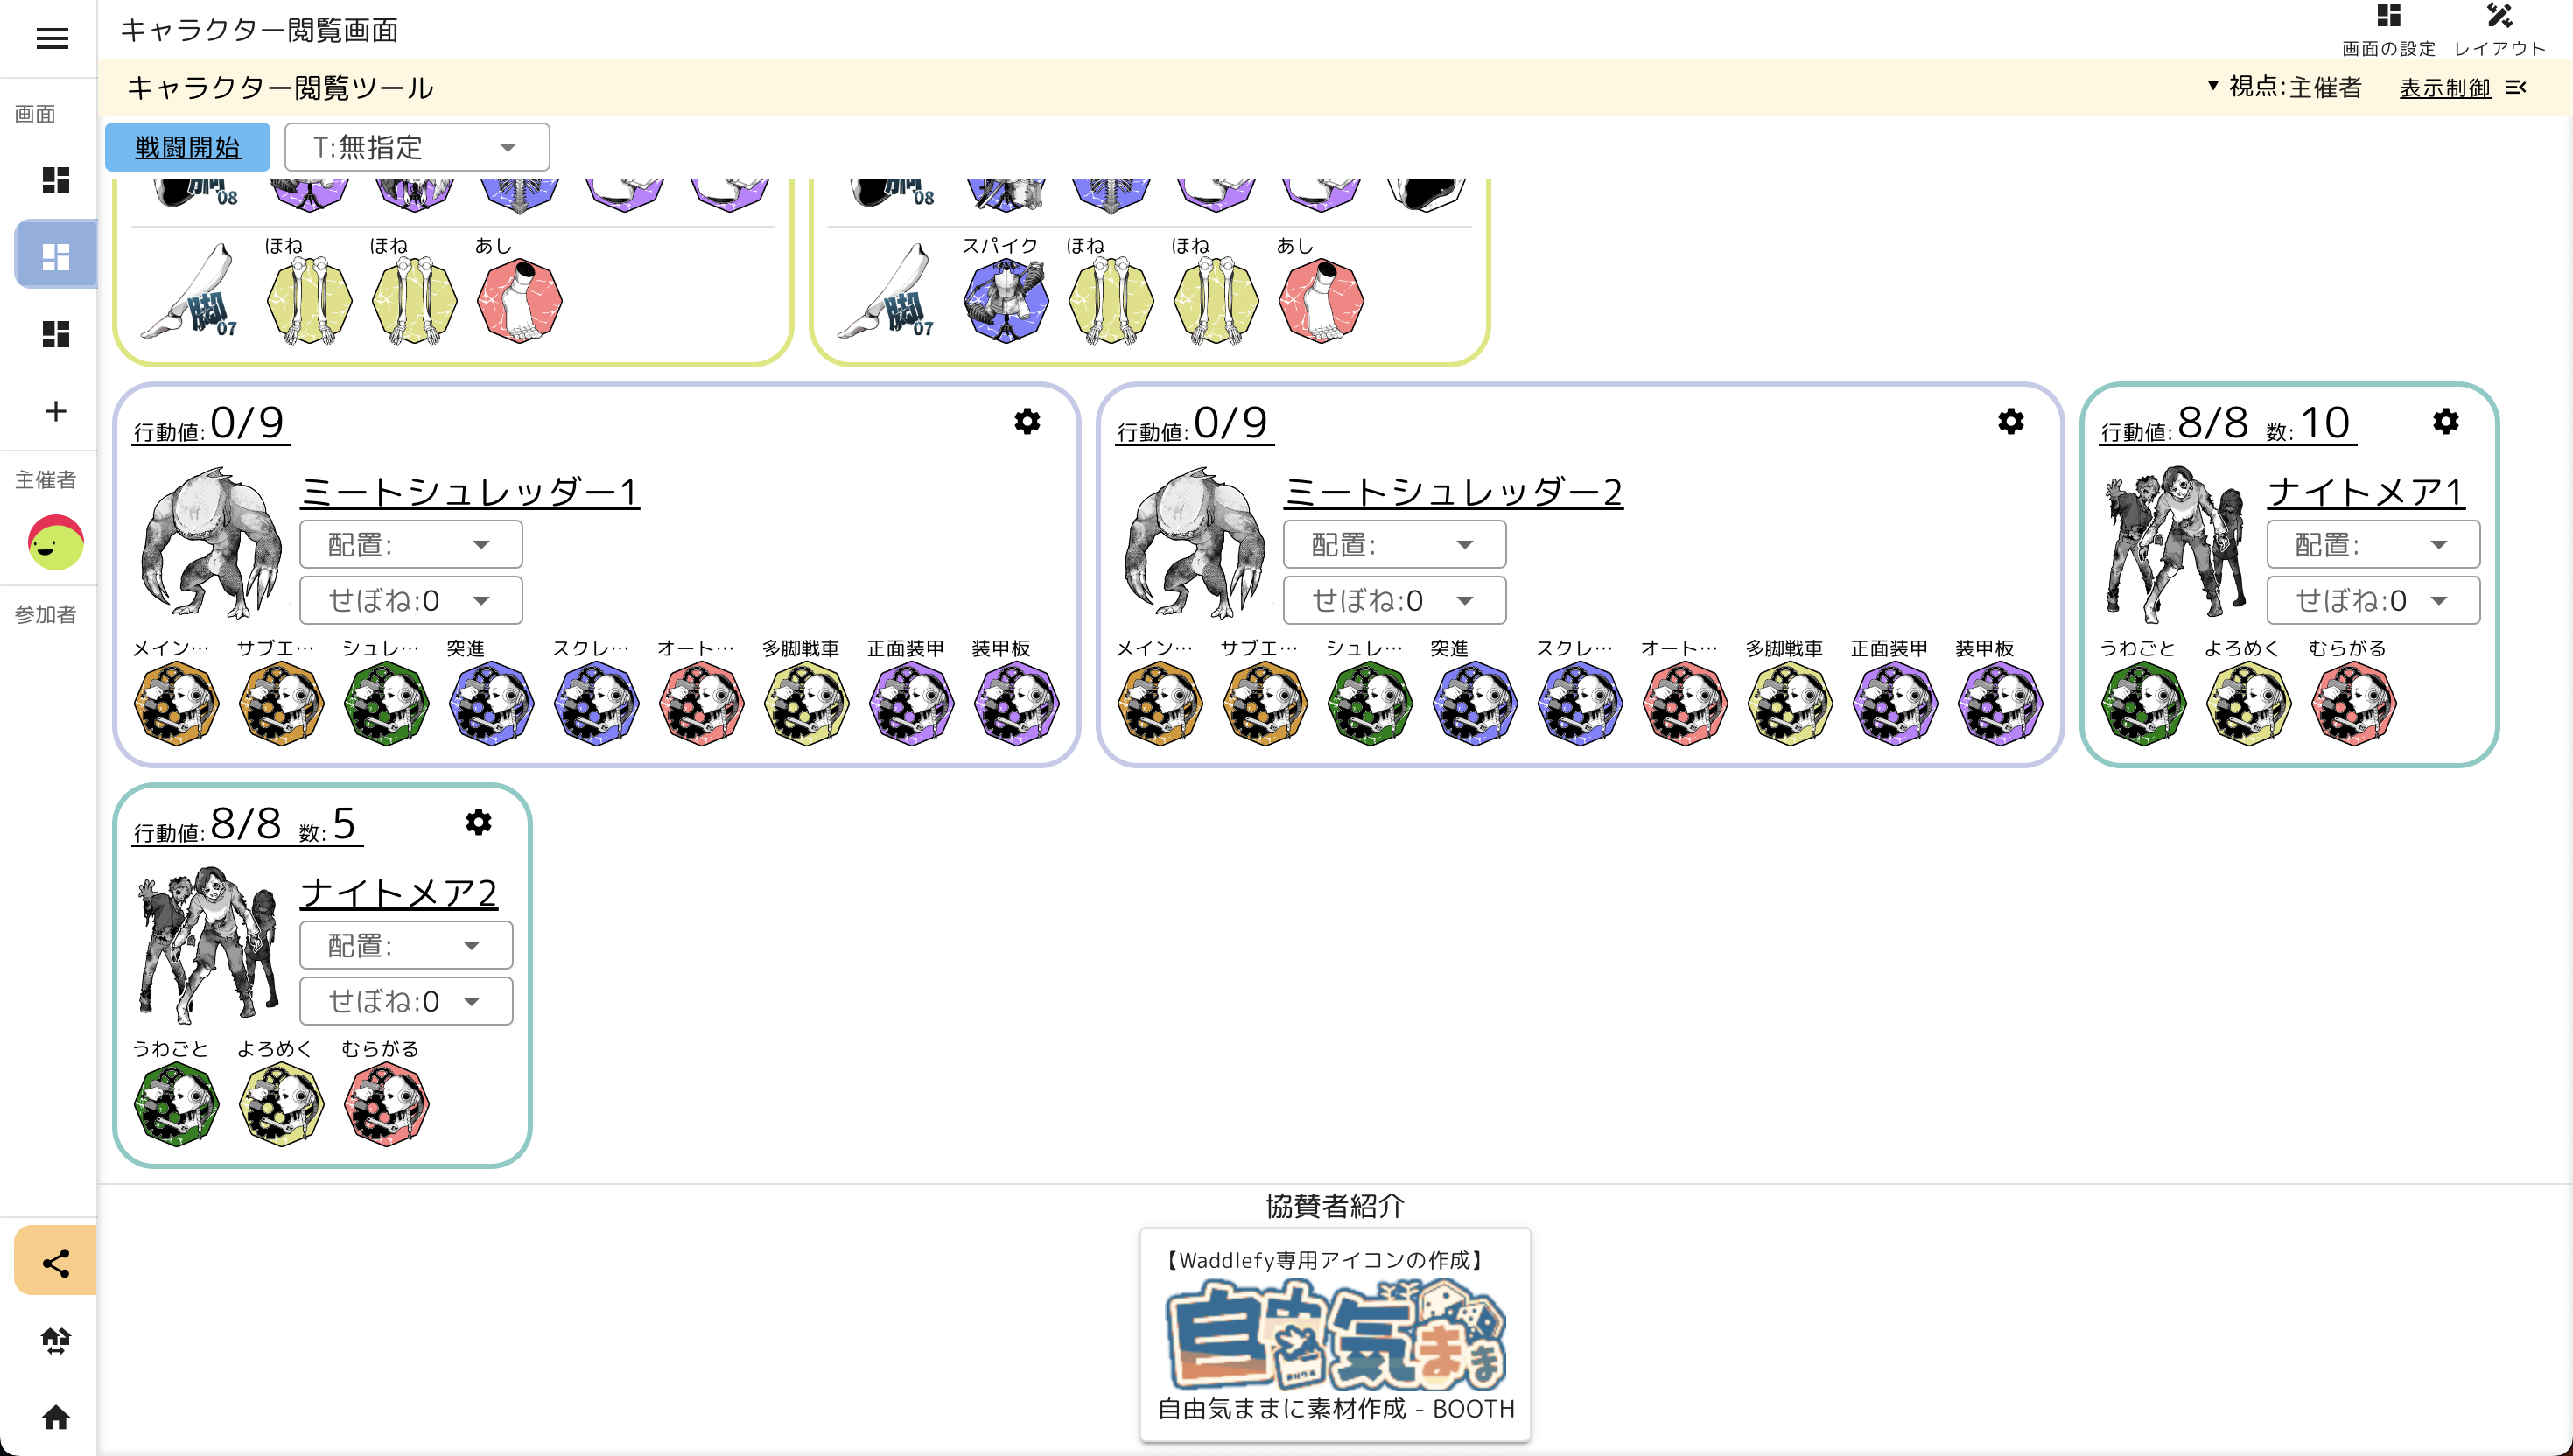 キャラクター閲覧画面
画面の設定 レイアウト
キャラクター閲覧ツール
▼ 視点:主催者 表示制御
画面
主催者
参加者
戦闘開始 T:無指定
08
08
ほね ほね あし
脚07
スパイク ほね ほね あし
脚07
行動値:0/9
ミートシュレッダー1
配置:
せぼね:0
メイン… サブエ… シュレ… 突進 スクレ… オート… 多脚戦車 正面装甲 装甲板
行動値:0/9
ミートシュレッダー2
配置:
せぼね:0
メイン… サブエ… シュレ… 突進 スクレ… オート… 多脚戦車 正面装甲 装甲板
行動値:8/8 数:10
ナイトメア1
配置:
せぼね:0
うわごと よろめく むらがる
行動値:8/8 数:5
ナイトメア2
配置:
せぼね:0
うわごと よろめく むらがる
協賛者紹介
【Waddlefy専用アイコンの作成】
自由気まま
自由気ままに素材作成 - BOOTH